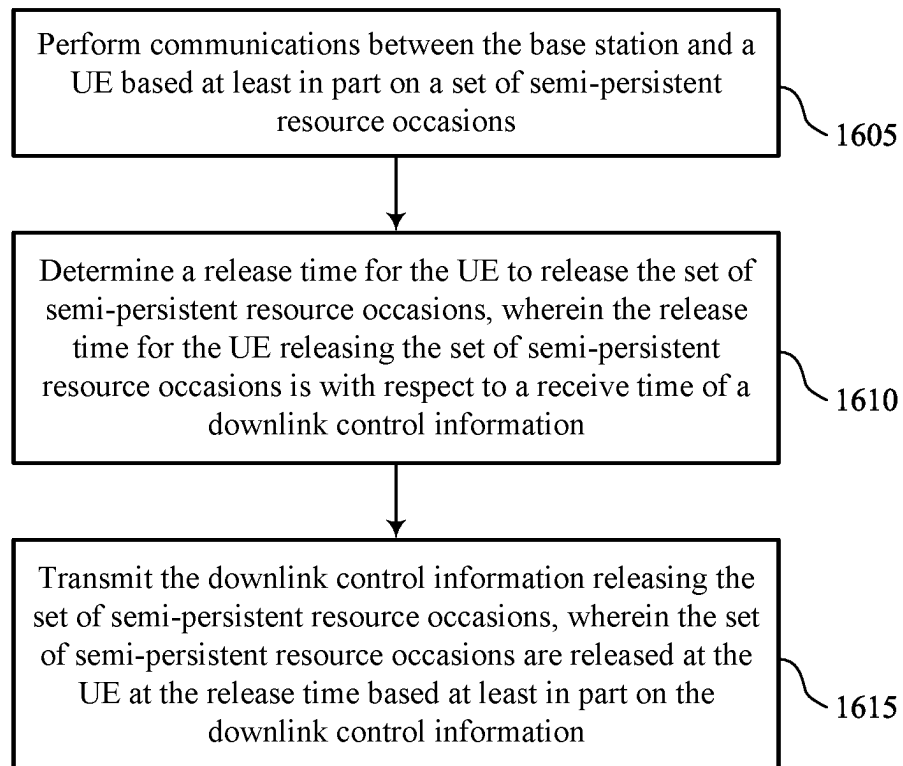 Perform communications between the base station and a
UE based at least in part on a set of semi-persistent
resource occasions
1605
Determine a release time for the UE to release the set of
semi-persistent resource occasions, wherein the release
time for the UE releasing the set of semi-persistent
resource occasions is with respect to a receive time of a
downlink control information
1610
Transmit the downlink control information releasing the
set of semi-persistent resource occasions, wherein the set
of semi-persistent resource occasions are released at the
UE at the release time based at least in part on the
downlink control information
1615